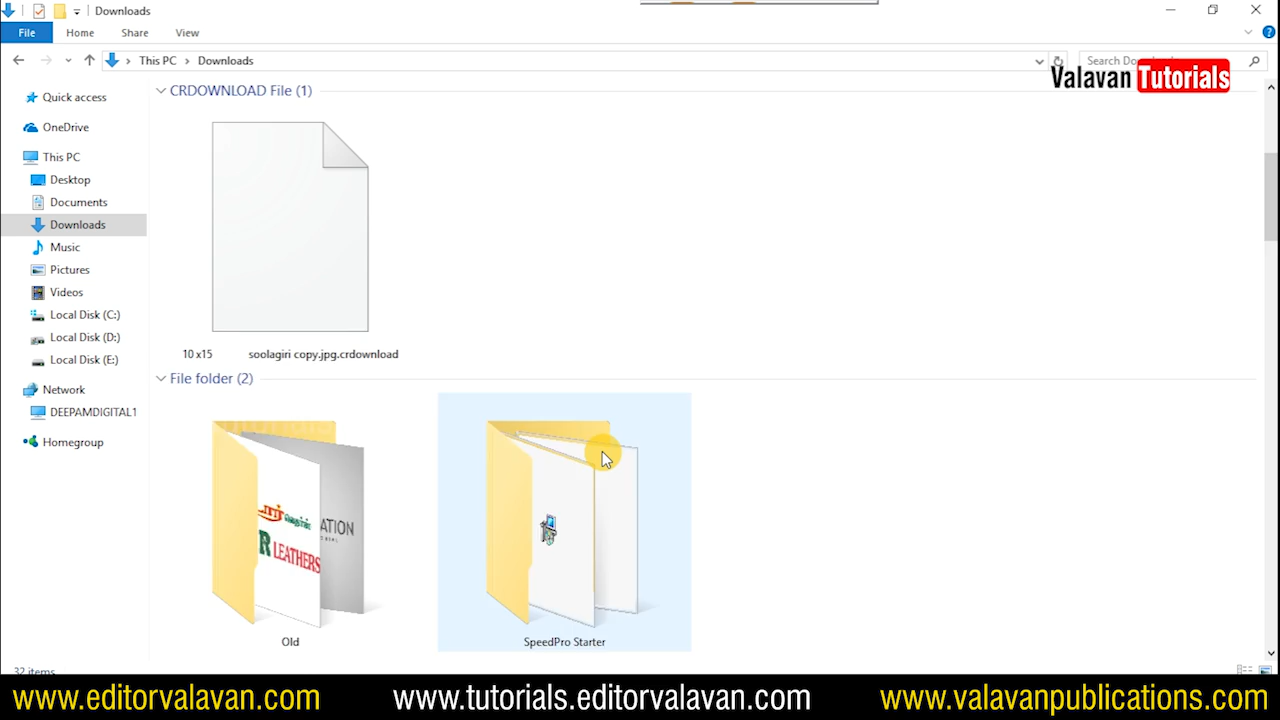 Downloads
File Home Share View
This PC Downloads
Valavan Tutorials
Quick access
OneDrive
This PC
Desktop
Documents
Downloads
Music
Pictures
Videos
Local Disk (C:)
Local Disk (D:)
Local Disk (E:)
Network
DEEPAMDIGITAL1
Homegroup
CRDOWNLOAD File (1)
10 x15 soolagiri copy.jpg.crdownload
File folder (2)
LEATHERS
Old
SpeedPro Starter
32 items
www.editorvalavan.com www.tutorials.editorvalavan.com www.valavanpublications.com